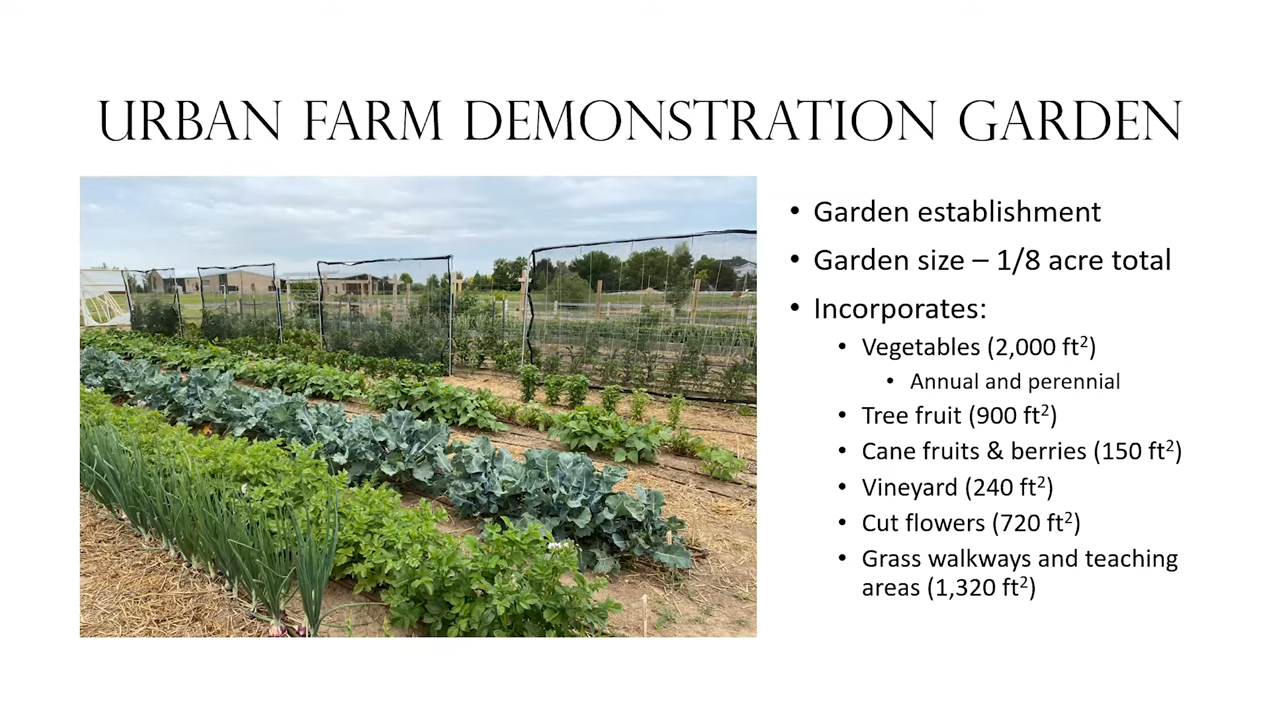 URBAN FARM DEMONSTRATION GARDEN
• Garden establishment
• Garden size – 1/8 acre total
• Incorporates:
• Vegetables (2,000 ft²)
• Annual and perennial
• Tree fruit (900 ft²)
• Cane fruits & berries (150 ft²)
• Vineyard (240 ft²)
• Cut flowers (720 ft²)
• Grass walkways and teaching
areas (1,320 ft²)